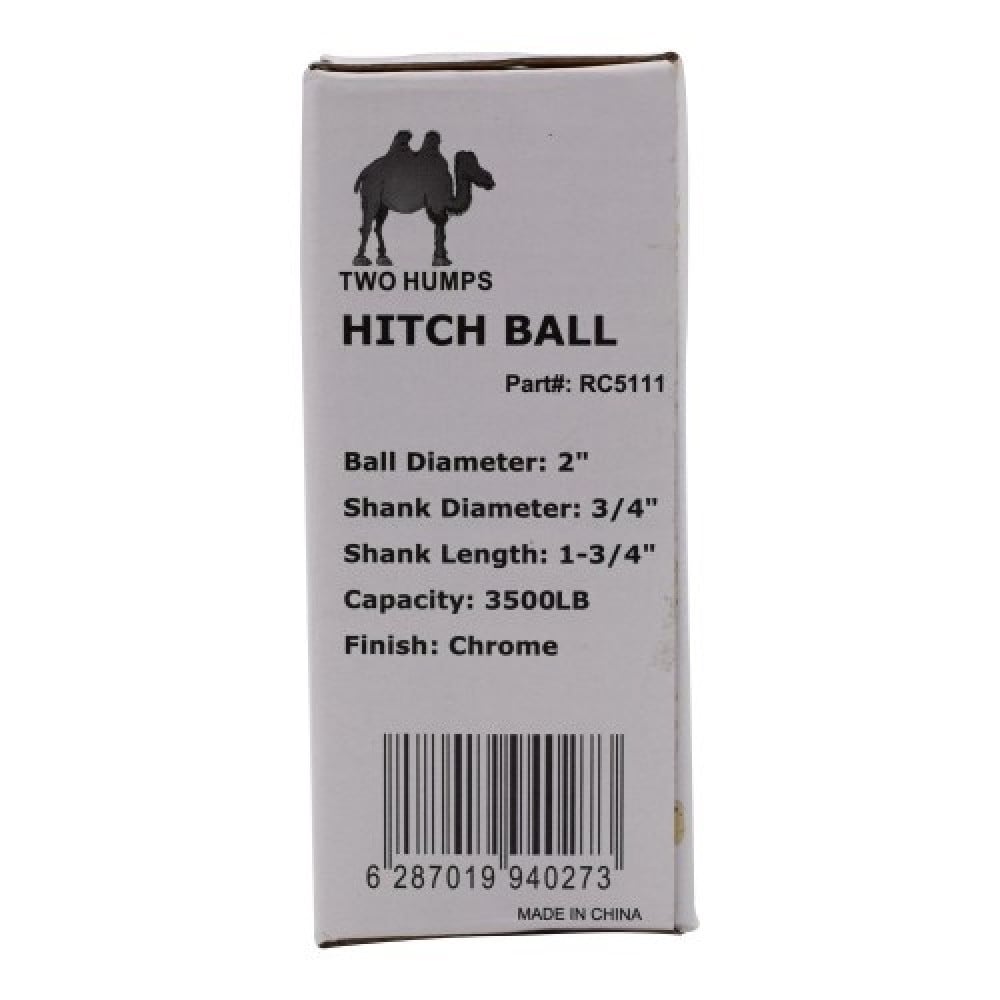 TWO HUMPS
HITCH BALL
Part#: RC5111
Ball Diameter: 2"
Shank Diameter: 3/4"
Shank Length: 1-3/4"
Capacity: 3500LB
Finish: Chrome
6 287019 940273
MADE IN CHINA